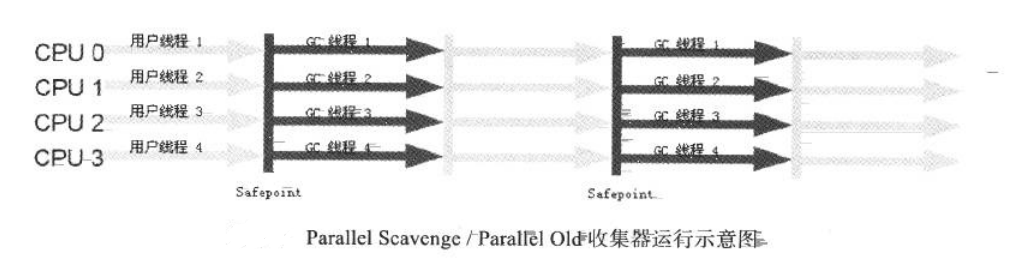 CPU 0 用户线程 1 GC 线程 1 GC 线程 1
CPU 1 用户线程 2 GC 线程 2 GC 线程 2
CPU 2 用户线程 3 GC 线程 3 GC 线程 3
CPU 3 用户线程 4 GC 线程 4 GC 线程 4
Safepoint Safepoint
Parallel Scavenge / Parallel Old收集器运行示意图